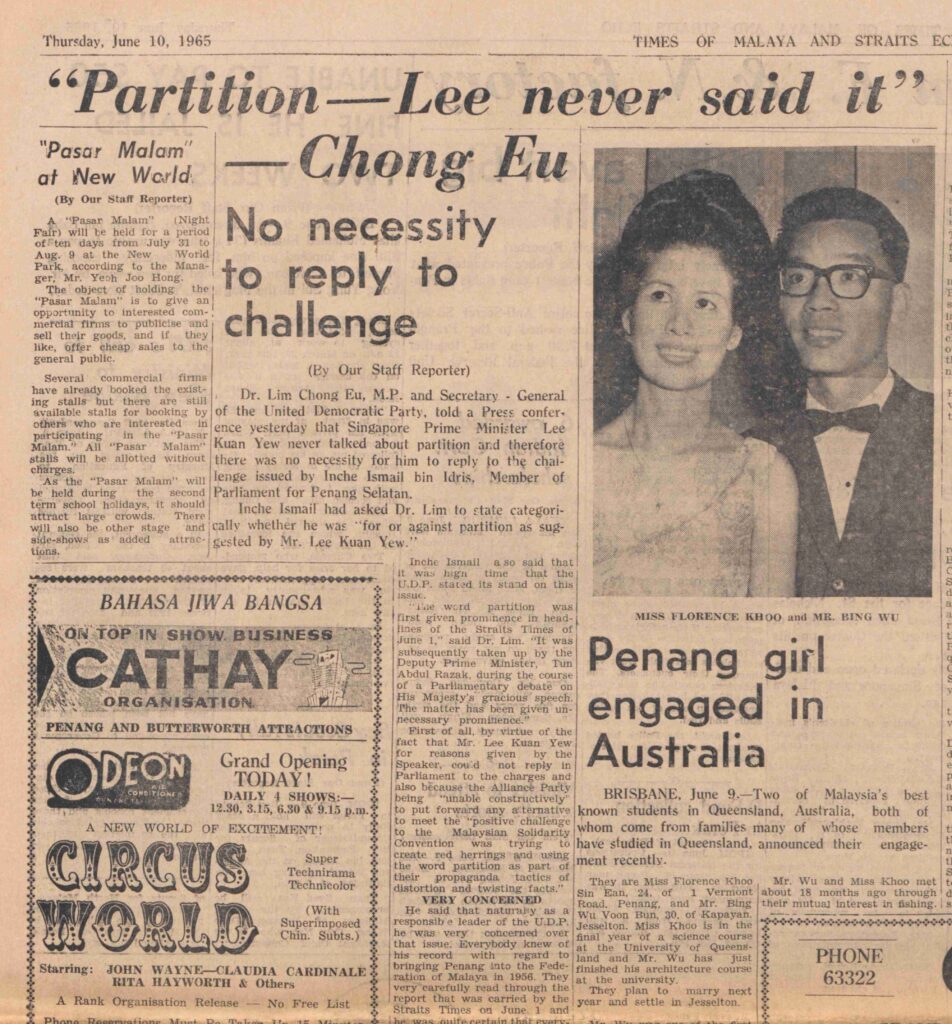 Thursday, June 10, 1965
TIMES OF MALAYA AND STRAITS EC
"Partition—Lee never said it"
—Chong Eu
"Pasar Malam"
at New World
(By Our Staff Reporter)
A "Pasar Malam" (Night
Fair) will be held for a period
of ten days from July 31 to
Aug. 9 at the New World
Park, according to the Mana-
ger, Mr. Yeoh Joo Hong.
The object of holding the
"Pasar Malam" is to give an
opportunity to interested com-
mercial firms to publicise and
sell their goods, and if they
like, offer cheap sales to the
general public.
Several commercial firms
have already booked the exist-
ing stalls but there are still
available stalls for booking by
others who are interested in
participating in the "Pasar
Malam." All "Pasar Malam"
stalls will be allotted without
charges.
As the "Pasar Malam" will
be held during the second
term school holidays, it should
attract large crowds. There
will also be other stage and
side-shows as added attrac-
tions.
No necessity
to reply to
challenge
(By Our Staff Reporter)
Dr. Lim Chong Eu, M.P. and Secretary - General
of the United Democratic Party, told a Press confer-
ence yesterday that Singapore Prime Minister Lee
Kuan Yew never talked about partition and therefore
there was no necessity for him to reply to the chal-
lenge issued by Inche Ismail bin Idris, Member of
Parliament for Penang Selatan.
Inche Ismail had asked Dr. Lim to state categori-
cally whether he was "for or against partition as sug-
gested by Mr. Lee Kuan Yew."
Inche Ismail a so said that
it was high time that the
U.D.P. stated its stand on this
issue.
"The word partition was
first given prominence in head-
lines of the Straits Times of
June 1," said Dr. Lim. "It was
subsequently taken up by the
Deputy Prime Minister, Tun
Abdul Razak, during the course
of a Parliamentary debate on
His Majesty's gracious speech.
The matter has been given un-
necessary prominence."
First of all, by virtue of the
fact that Mr. Lee Kuan Yew
for reasons given by the
Speaker, could not reply in
Parliament to the charges and
also because the Alliance Party
being "unable constructively"
to put forward any alternative
to meet the "positive challenge
to the Malaysian Solidarity
Convention was trying to
create red herrings and using
the word partition as part of
their propaganda tactics of
distortion and twisting facts."
VERY CONCERNED
He said that naturally as a
responsible leader of the U.D.P.
he was very concerned over
that issue. Everybody knew of
his record with regard to
bringing Penang into the Fede-
ration of Malaya in 1956. They
very carefully read through the
report that was carried by the
Straits Times on June 1 and
he was quite certain that every-
MISS FLORENCE KHOO and MR. BING WU
Penang girl
engaged in
Australia
BRISBANE, June 9.—Two of Malaysia's best
known students in Queensland, Australia, both of
whom come from families many of whose members
have studied in Queensland, announced their engage-
ment recently.
They are Miss Florence Khoo
Sin Ean, 24, of 1 Vermont
Road, Penang, and Mr. Bing
Wu Voon Bun, 30, of Kapayan,
Jesselton. Miss Khoo is in the
final year of a science course
at the University of Queens-
land and Mr. Wu has just
finished his architecture course
at the university.
They plan to marry next
year and settle in Jesselton.
Mr. Wu and Miss Khoo met
about 18 months ago through
their mutual interest in fishing.
PHONE
63322
BAHASA JIWA BANGSA
ON TOP IN SHOW BUSINESS
CATHAY
ORGANISATION
PENANG AND BUTTERWORTH ATTRACTIONS
ODEON
AIR
CONDITIONED
Grand Opening
TODAY!
DAILY 4 SHOWS:—
12.30, 3.15, 6.30 & 9.15 p.m.
A NEW WORLD OF EXCITEMENT!
CIRCUS
WORLD
Super
Technirama
Technicolor
(With
Superimposed
Chin. Subts.)
Starring: JOHN WAYNE—CLAUDIA CARDINALE
RITA HAYWORTH & Others
A Rank Organisation Release — No Free List
Phone Reservations Must Be Taken Up 15